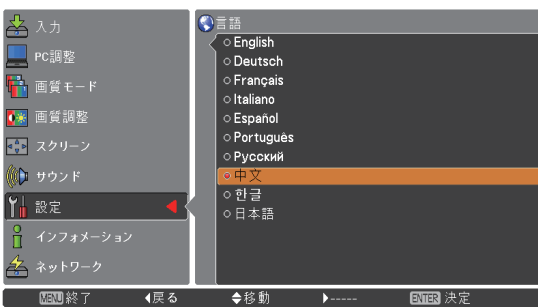 入力
PC調整
画質モード
画質調整
スクリーン
サウンド
設定
インフォメーション
ネットワーク
言語
English
Deutsch
Français
Italiano
Español
Português
Русский
中文
한글
日本語
MENU 終了 戻る 移動 ----- ENTER 決定